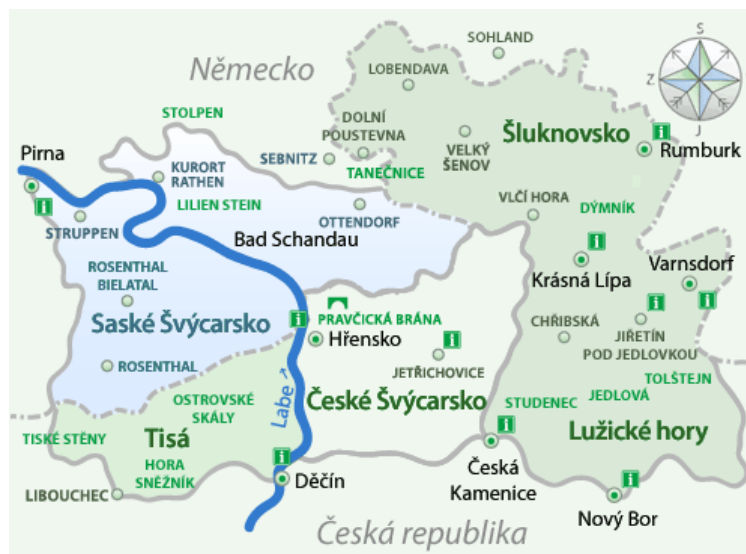 S
Z
J
SOHLAND
Německo
LOBENDAVA
STOLPEN
DOLNÍ
POUSTEVNA
Šluknovsko
Rumburk
VELKÝ
ŠENOV
Pirna
SEBNITZ
KURORT
RATHEN
TANEČNICE
LILIEN STEIN
VLČÍ HORA
DÝMNÍK
OTTENDORF
STRUPPEN
Bad Schandau
Krásná Lípa
Varnsdorf
ROSENTHAL
BIELATAL
Saské Švýcarsko
PRAVČICKÁ BRÁNA
Hřensko
CHŘIBSKÁ
JIŘETÍN
POD JEDLOVKOU
ROSENTHAL
JETŘICHOVICE
TOLŠTEJN
OSTROVSKÉ
SKÁLY
Labe
České Švýcarsko
STUDENEC
JEDLOVÁ
TISKÉ STĚNY
Tisá
Lužické hory
HORA
SNĚŽNÍK
Děčín
Česká
Kamenice
LIBOUCHEC
Nový Bor
Česká republika